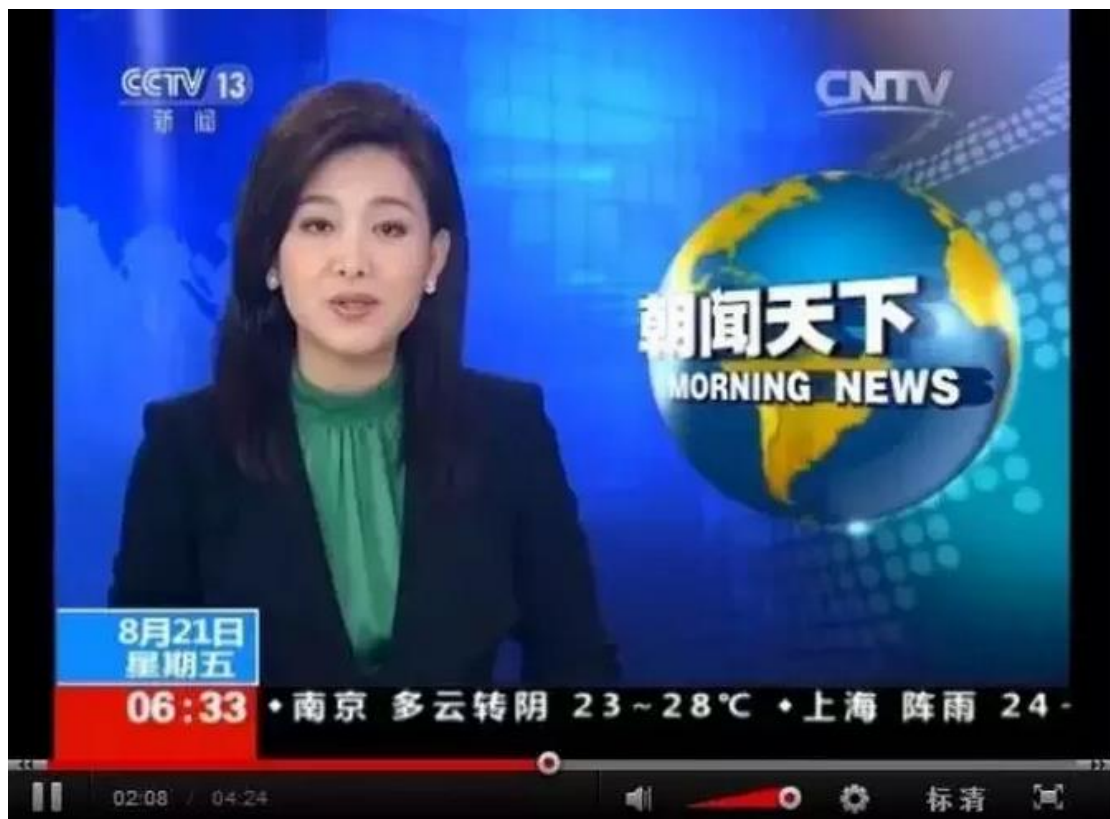 CCTV 13
新闻
CNTV
朝闻天下
MORNING NEWS
8月21日
星期五
06:33
•南京 多云转阴 23~28℃ •上海 阵雨 24-
02:08 / 04:24
标清